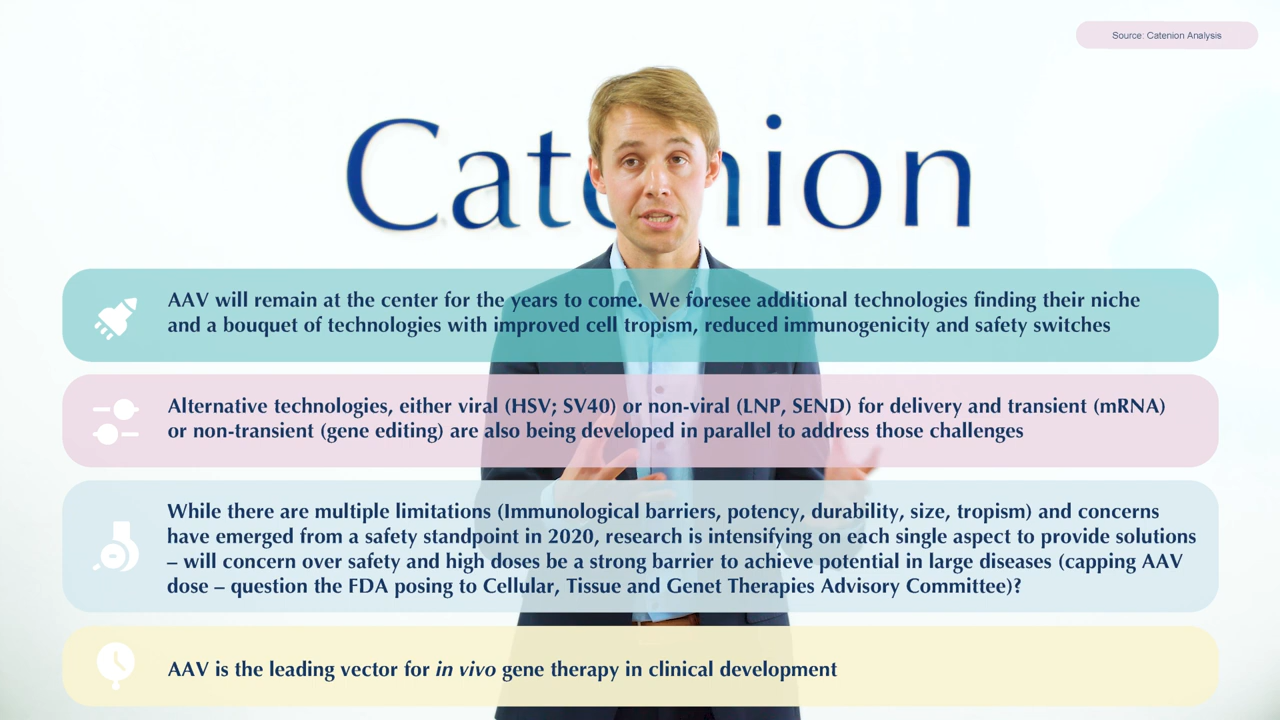 Source: Catenion Analysis
Catenion
AAV will remain at the center for the years to come. We foresee additional technologies finding their niche
and a bouquet of technologies with improved cell tropism, reduced immunogenicity and safety switches
Alternative technologies, either viral (HSV; SV40) or non-viral (LNP, SEND) for delivery and transient (mRNA)
or non-transient (gene editing) are also being developed in parallel to address those challenges
While there are multiple limitations (Immunological barriers, potency, durability, size, tropism) and concerns
have emerged from a safety standpoint in 2020, research is intensifying on each single aspect to provide solutions
– will concern over safety and high doses be a strong barrier to achieve potential in large diseases (capping AAV
dose – question the FDA posing to Cellular, Tissue and Genet Therapies Advisory Committee)?
AAV is the leading vector for in vivo gene therapy in clinical development